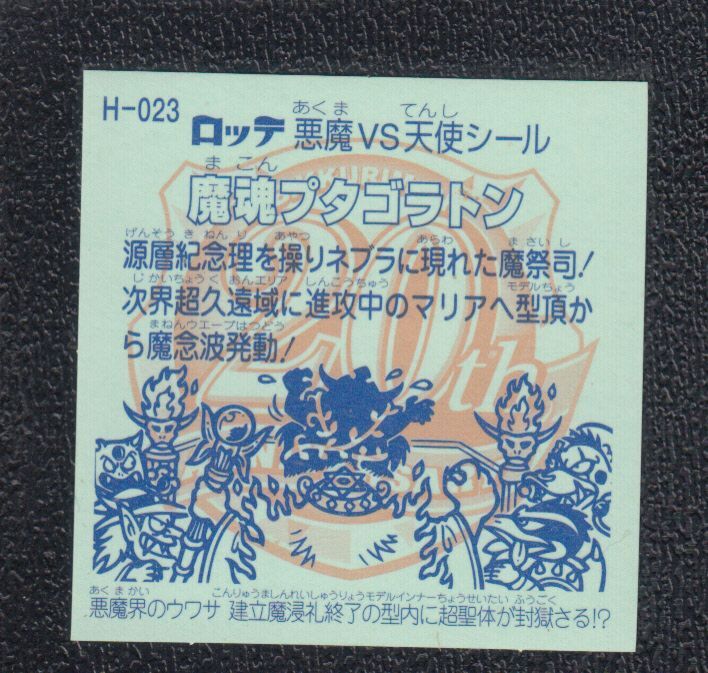 H-023
あくま てんし
ロッテ 悪魔VS天使シール
まこん
魔魂プタゴラトン
げんそうきねんり あやつ あらわ まさいし
源層紀念理を操りネブラに現れた魔祭司!
じかいちょうくおんエリア しんこうちゅう モデルちょう
次界超久遠域に進攻中のマリアへ型頂か
まねんウエーブはつどう
ら魔念波発動!
20th
あくまかい こんりゅうましんれいしゅうりょうモデルインナーちょうせいたいふうごく
悪魔界のウワサ 建立魔浸礼終了の型内に超聖体が封獄さる!?